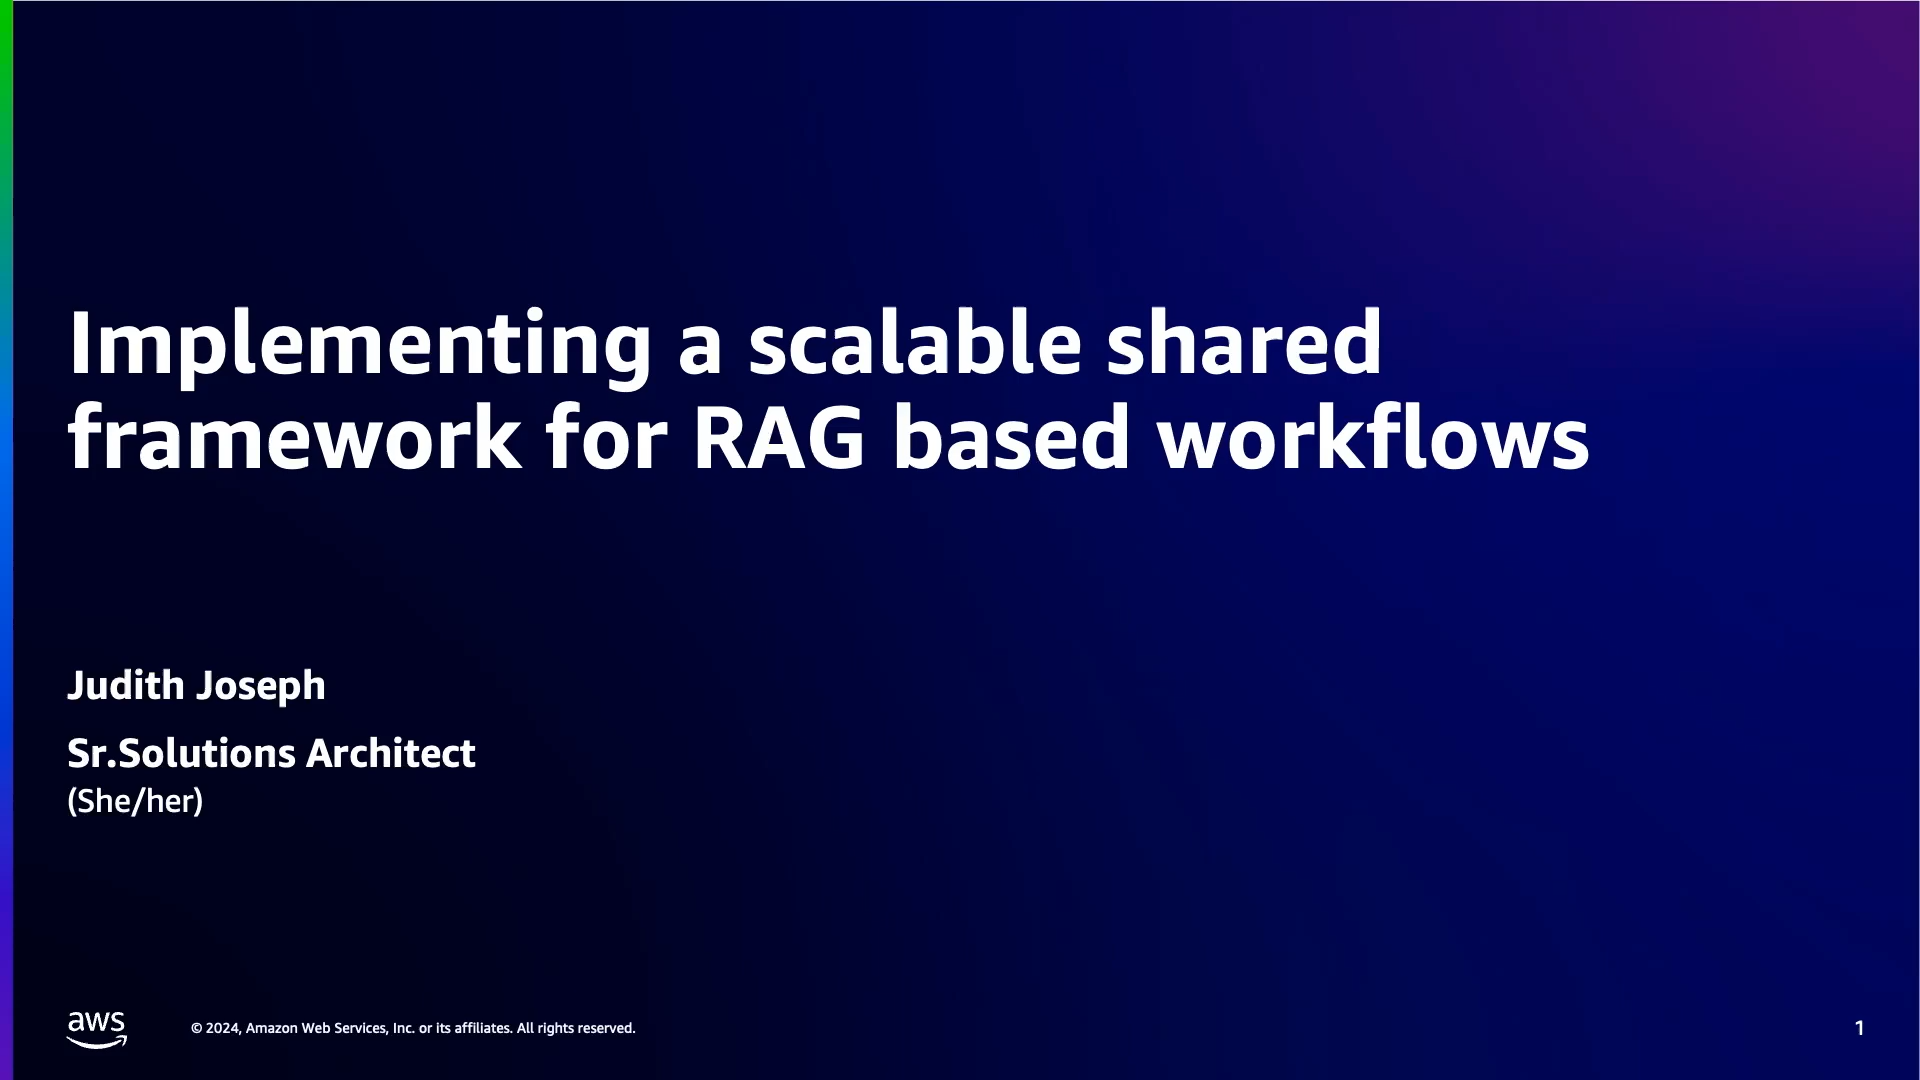 Implementing a scalable shared
framework for RAG based workflows
Judith Joseph
Sr.Solutions Architect
(She/her)
aws
© 2024, Amazon Web Services, Inc. or its affiliates. All rights reserved.
1